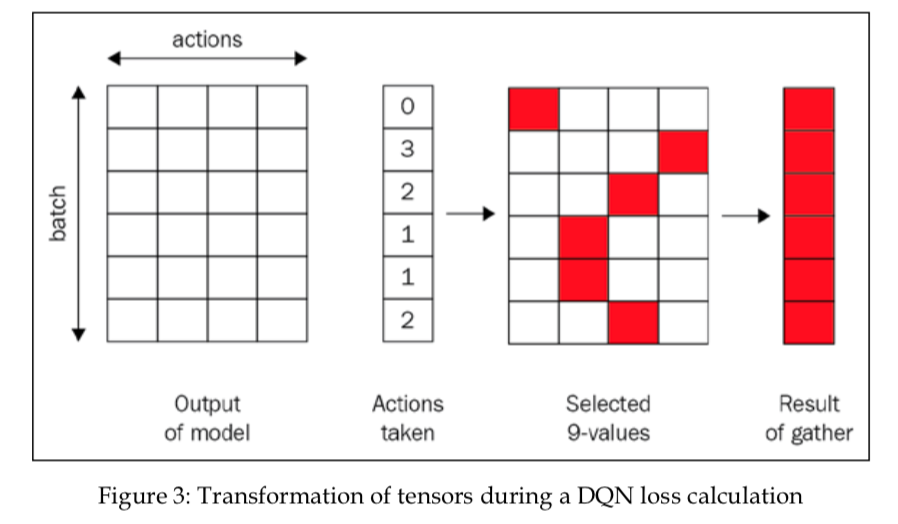 actions
batch
0
3
2
1
1
2
Output
of model
Actions
taken
Selected
9-values
Result
of gather
Figure 3: Transformation of tensors during a DQN loss calculation